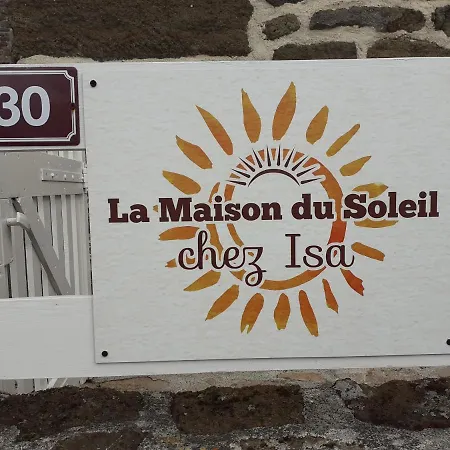 30
La Maison du Soleil
chez Isa